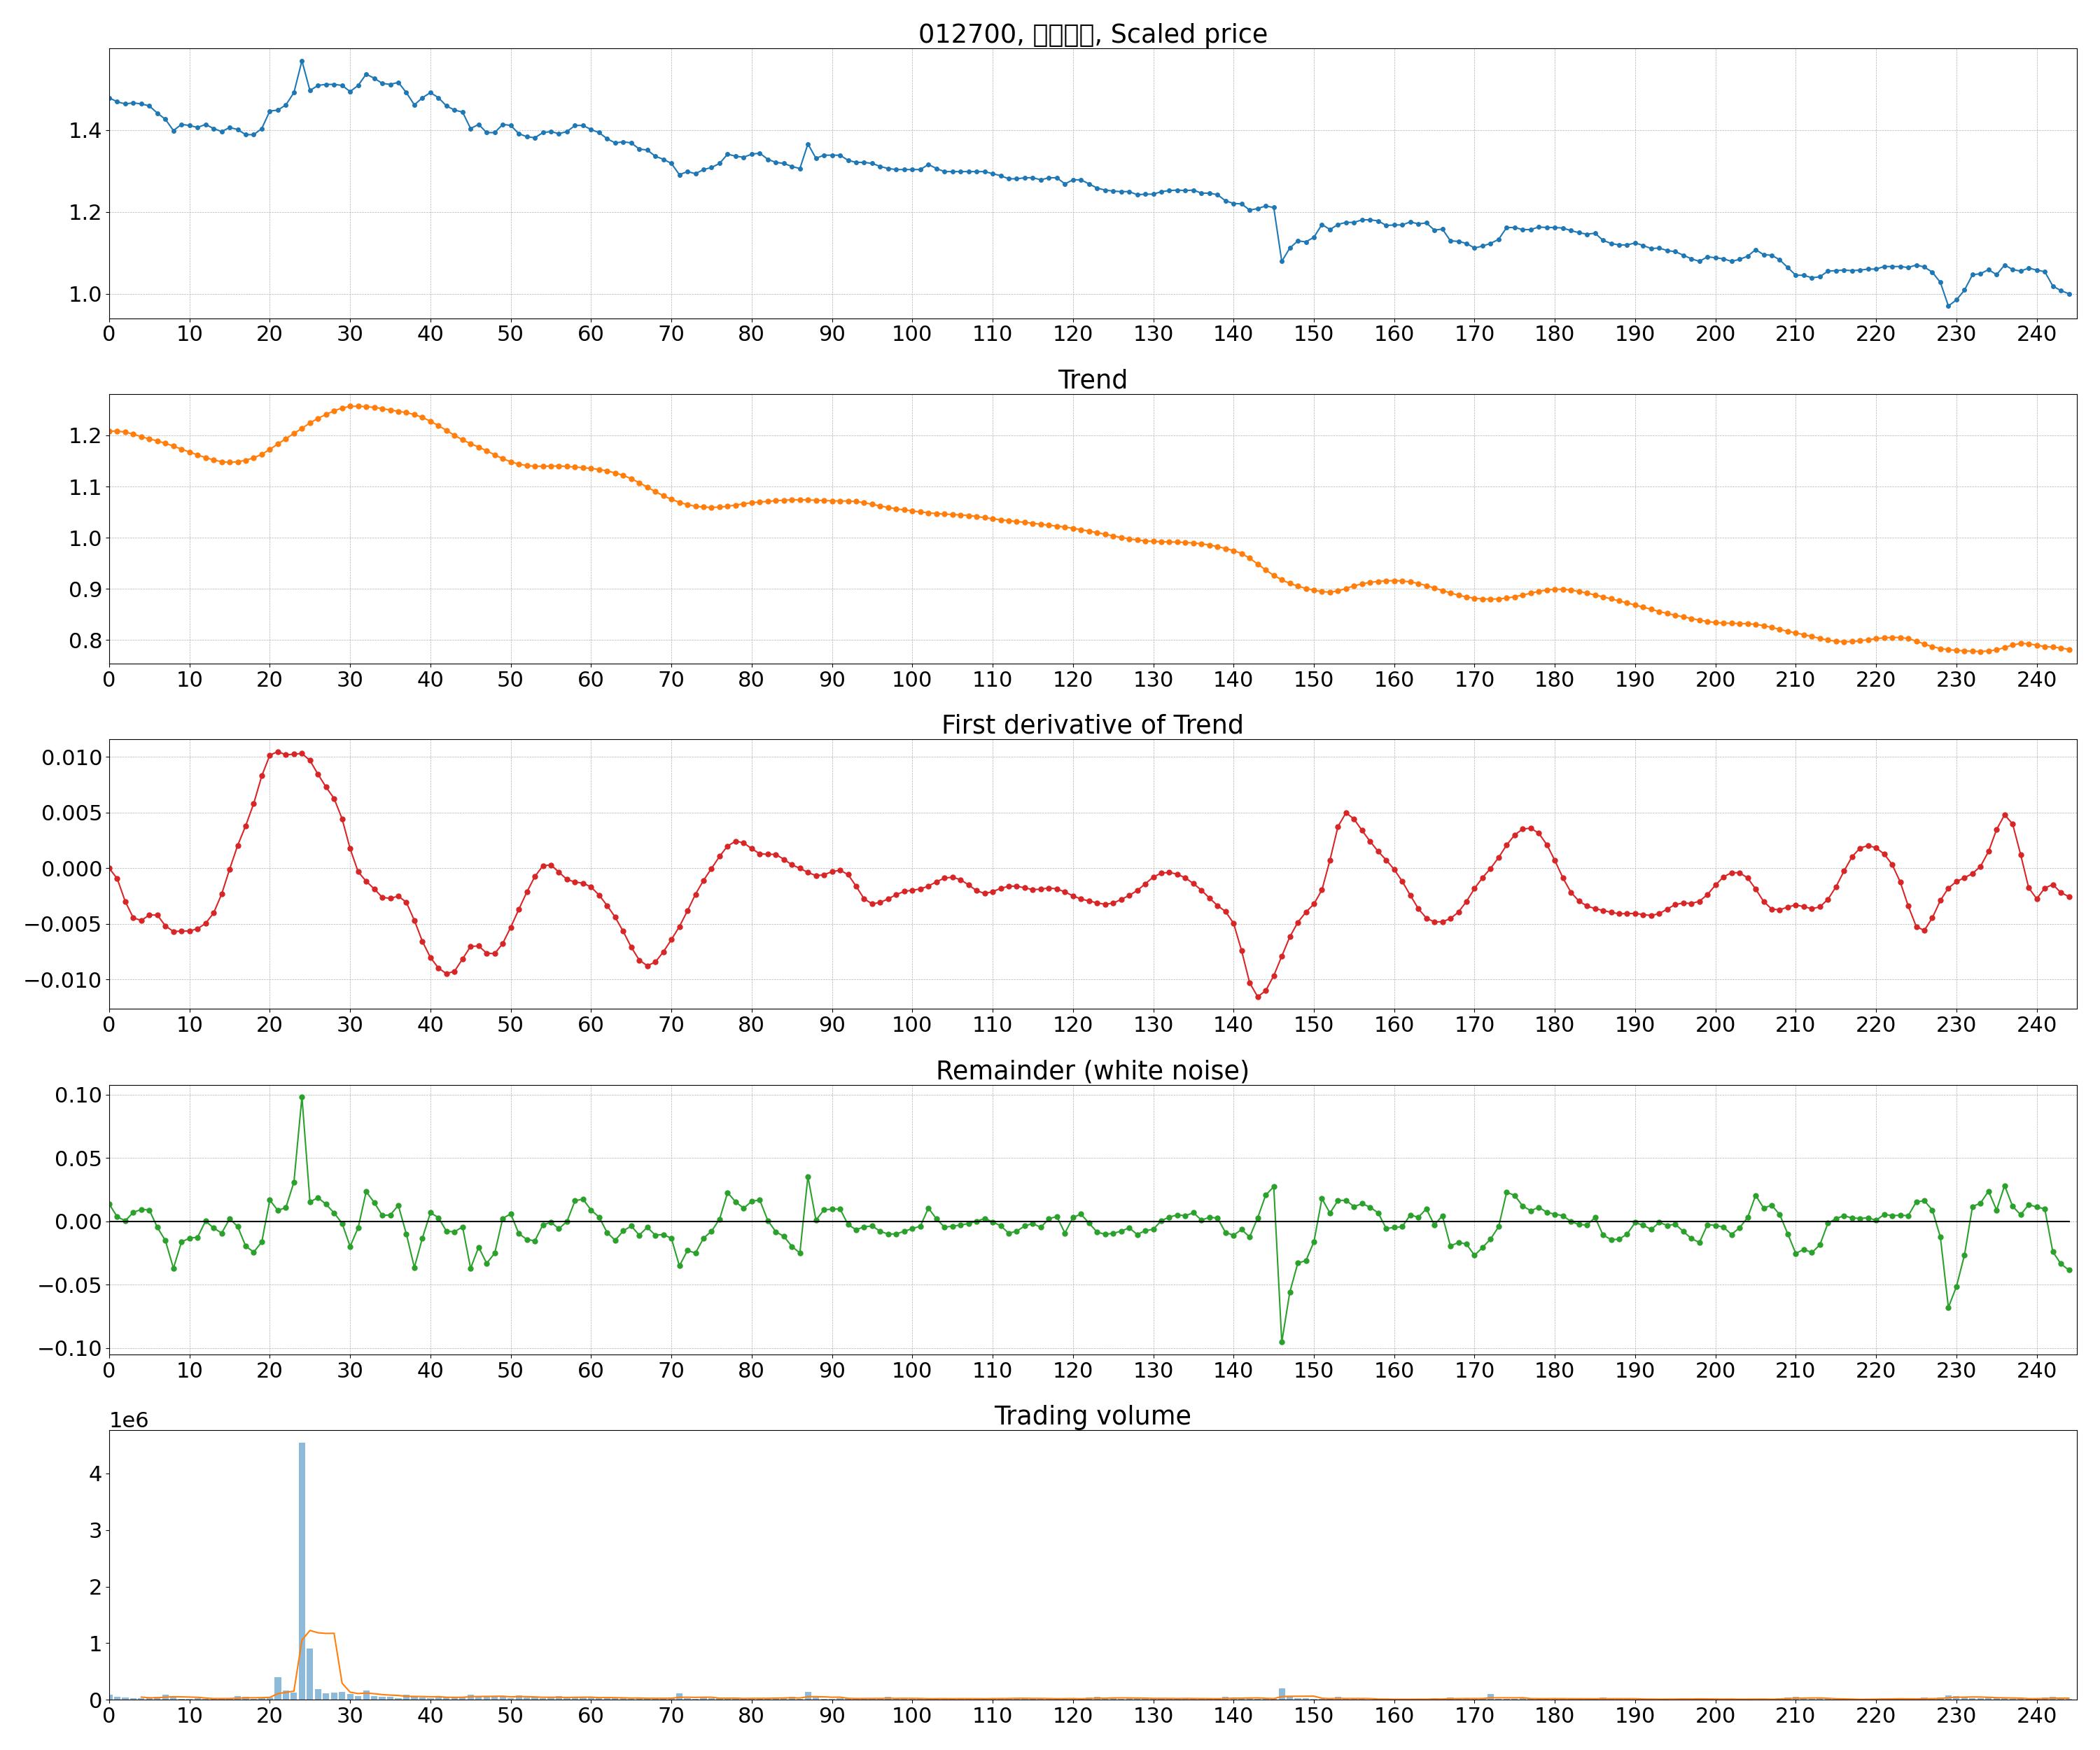 012700, , Scaled price
1.4
1.2
1.0
0 10 20 30 40 50 60 70 80 90 100 110 120 130 140 150 160 170 180 190 200 210 220 230 240
Trend
1.2
1.1
1.0
0.9
0.8
0 10 20 30 40 50 60 70 80 90 100 110 120 130 140 150 160 170 180 190 200 210 220 230 240
First derivative of Trend
0.010
0.005
0.000
−0.005
−0.010
0 10 20 30 40 50 60 70 80 90 100 110 120 130 140 150 160 170 180 190 200 210 220 230 240
Remainder (white noise)
0.10
0.05
0.00
−0.05
−0.10
0 10 20 30 40 50 60 70 80 90 100 110 120 130 140 150 160 170 180 190 200 210 220 230 240
Trading volume
1e6
4
3
2
1
0
0 10 20 30 40 50 60 70 80 90 100 110 120 130 140 150 160 170 180 190 200 210 220 230 240